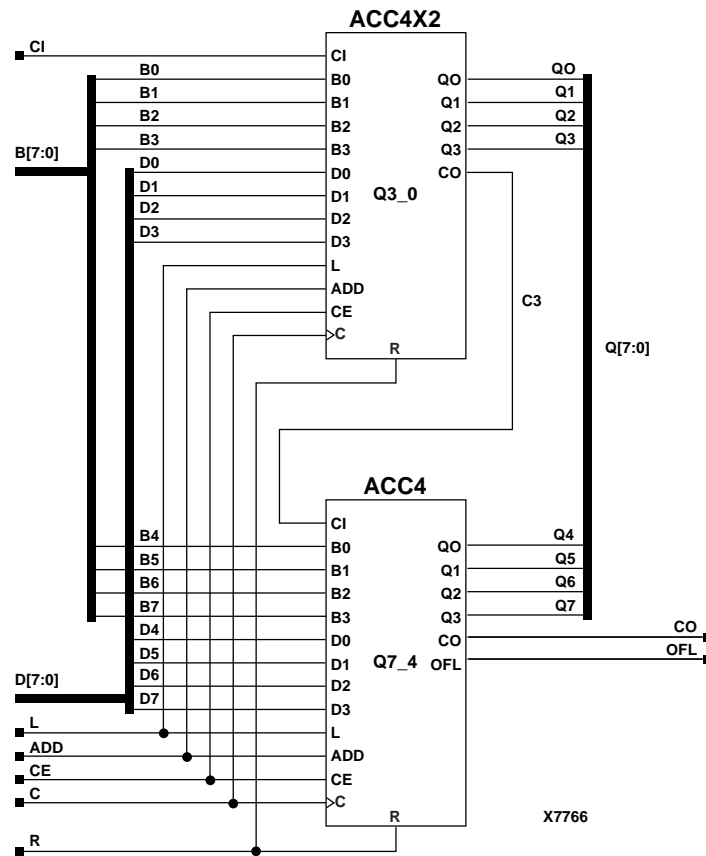 ACC4X2
CI
CI
B0
B0
QO
QO
B1
B1
Q1
Q1
B2
B2
Q2
Q2
B3
B3
Q3
Q3
B[7:0]
D0
D0
CO
D1
D1
Q3_0
D2
D2
D3
D3
L
ADD
CE
C
R
C3
Q[7:0]
ACC4
CI
B4
B0
QO
Q4
B5
B1
Q1
Q5
B6
B2
Q2
Q6
B7
B3
Q3
Q7
D4
D0
CO
CO
D5
D1
Q7_4
OFL
OFL
D[7:0]
D6
D2
D7
D3
L
L
ADD
ADD
CE
CE
C
C
R
X7766
R